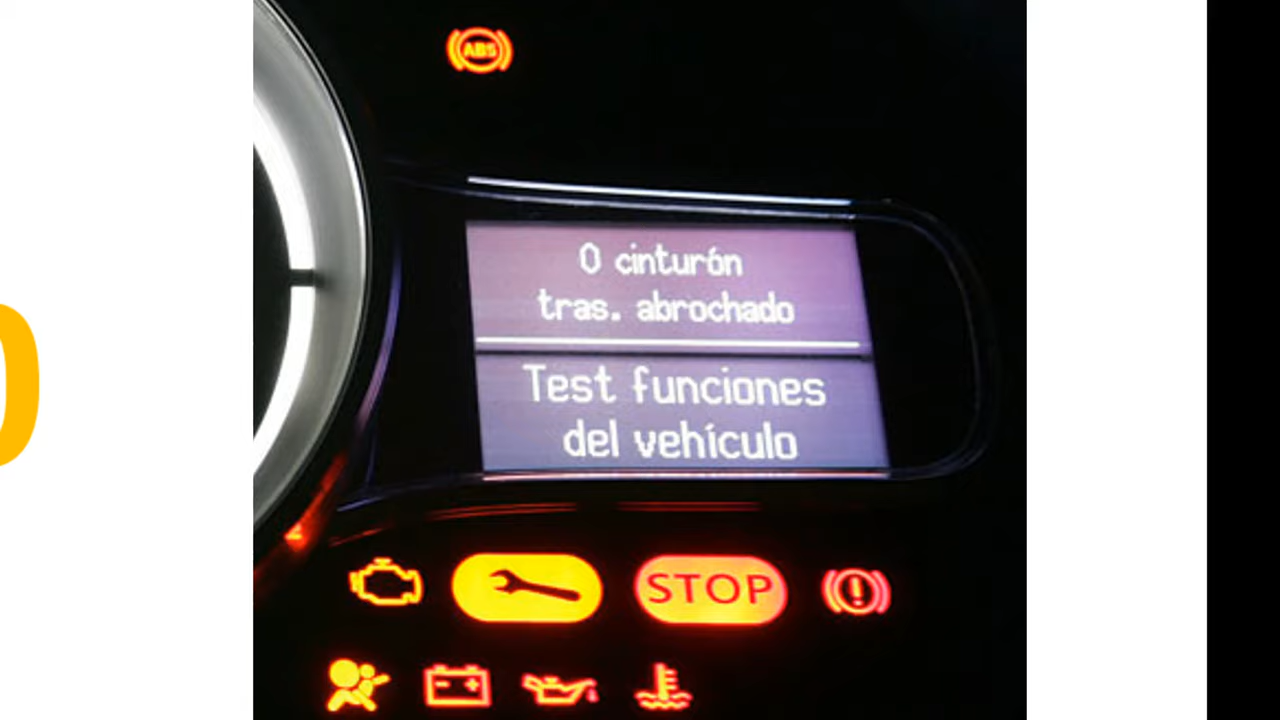 ABS
0 cinturón
tras. abrochado
Test funciones
del vehículo
STOP